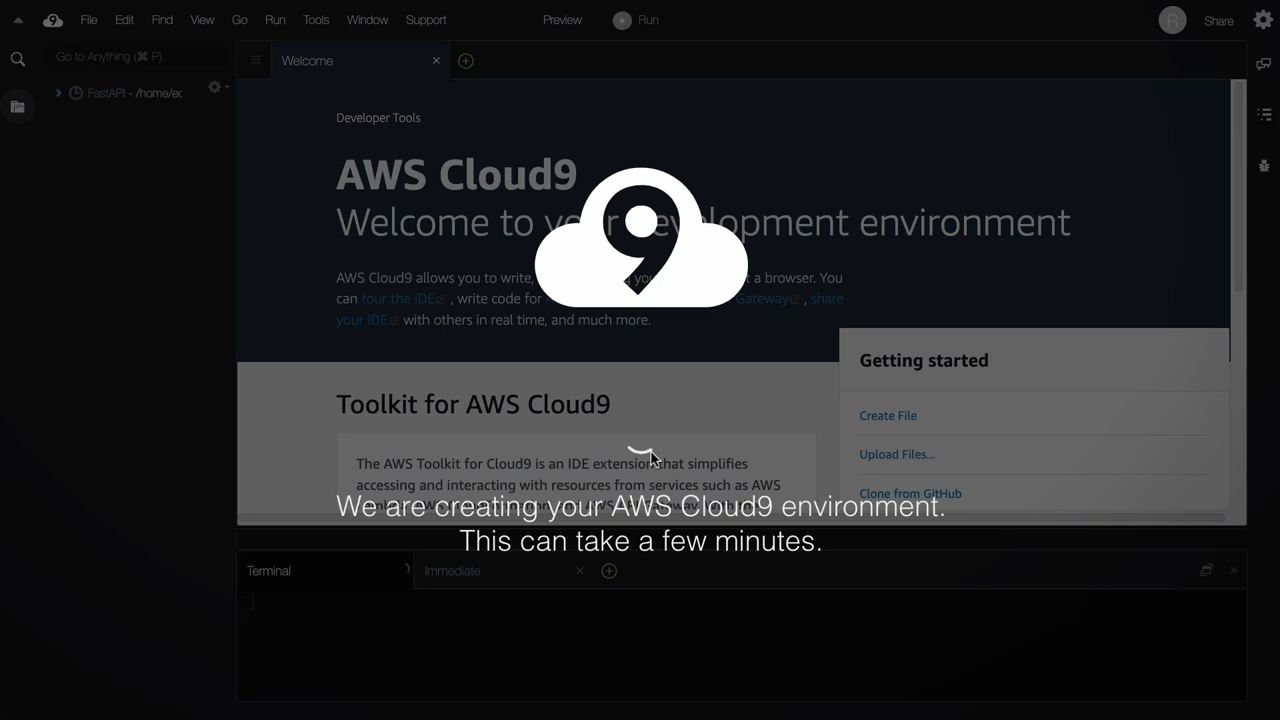 File Edit Find View Go Run Tools Window Support Preview Run R Share
Go to Anything (⌘ P)
FastAPI - /home/ec
Welcome
Developer Tools
AWS Cloud9
Welcome to your development environment
AWS Cloud9 allows you to write, a browser. You
can tour the IDE , write code for Gateway , share
your IDE with others in real time, and much more.
Getting started
Create File
Upload Files...
Clone from GitHub
Toolkit for AWS Cloud9
The AWS Toolkit for Cloud9 is an IDE extension that simplifies
accessing and interacting with resources from services such as AWS
We are creating your AWS Cloud9 environment.
This can take a few minutes.
Terminal
Immediate